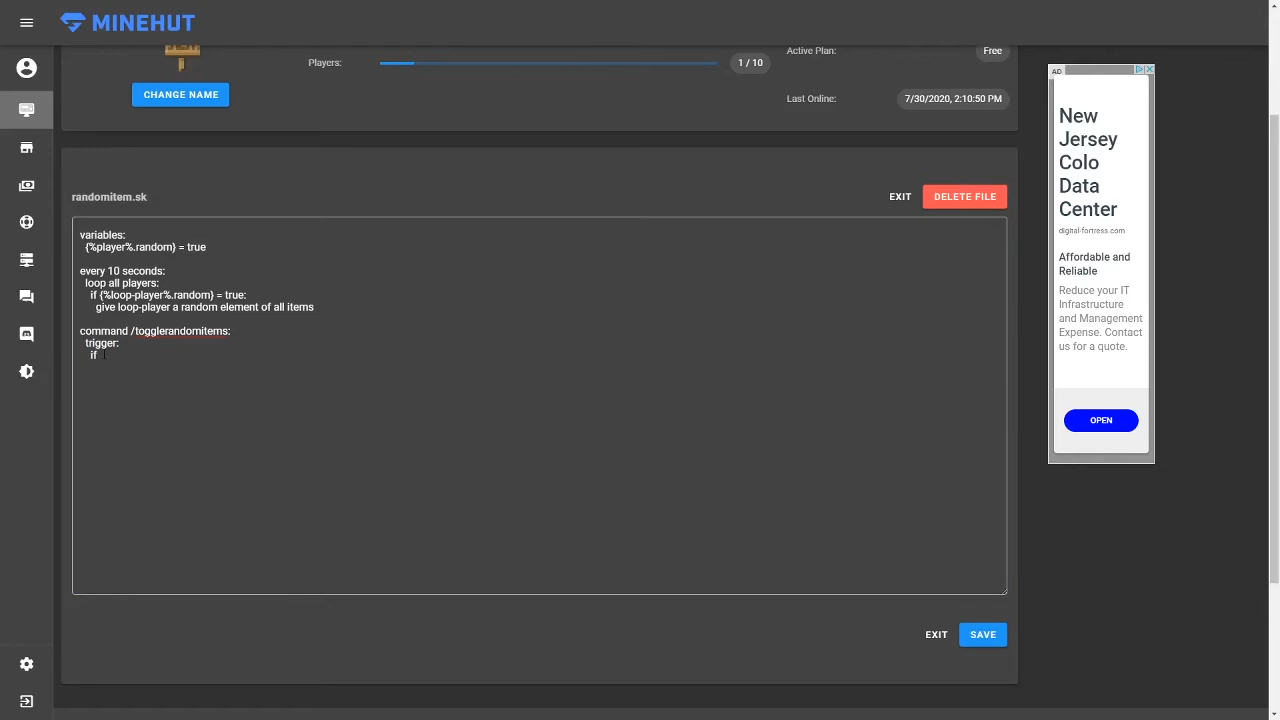 MINEHUT
Players:
1 / 10
Active Plan:
Free
CHANGE NAME
Last Online:
7/30/2020, 2:10:50 PM
randomitem.sk
EXIT
DELETE FILE
variables:
{%player%.random} = true
every 10 seconds:
loop all players:
if {%loop-player%.random} = true:
give loop-player a random element of all items
command /togglerandomitems:
trigger:
if
EXIT
SAVE
AD
New
Jersey
Colo
Data
Center
digital-fortress.com
Affordable and
Reliable
Reduce your IT
Infrastructure
and Management
Expense. Contact
us for a quote.
OPEN